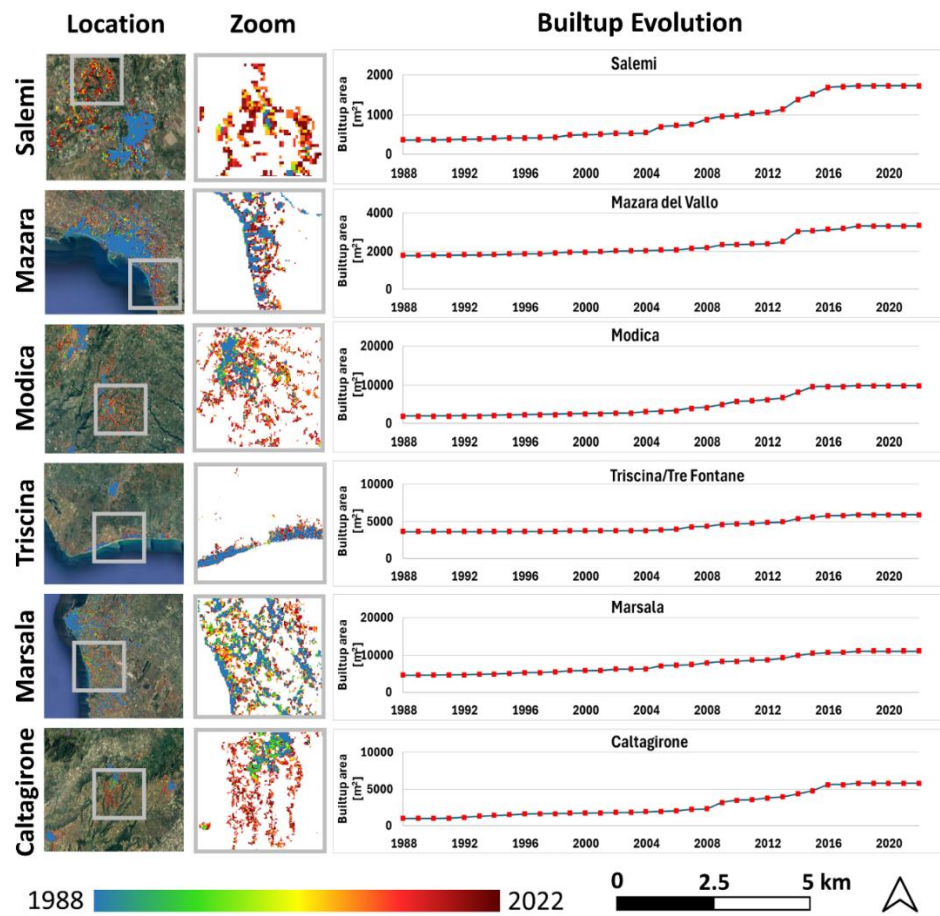 Location Zoom Builtup Evolution
Salemi
Salemi
Builtup area
[m²]
2000
1000
0
1988 1992 1996 2000 2004 2008 2012 2016 2020
Mazara
Mazara del Vallo
Builtup area
[m²]
4000
2000
0
1988 1992 1996 2000 2004 2008 2012 2016 2020
Modica
Modica
Builtup area
[m²]
20000
10000
0
1988 1992 1996 2000 2004 2008 2012 2016 2020
Triscina
Triscina/Tre Fontane
Builtup area
[m²]
10000
5000
0
1988 1992 1996 2000 2004 2008 2012 2016 2020
Marsala
Marsala
Builtup area
[m²]
20000
10000
0
1988 1992 1996 2000 2004 2008 2012 2016 2020
Caltagirone
Caltagirone
Builtup area
[m²]
10000
5000
0
1988 1992 1996 2000 2004 2008 2012 2016 2020
1988 2022
0 2.5 5 km